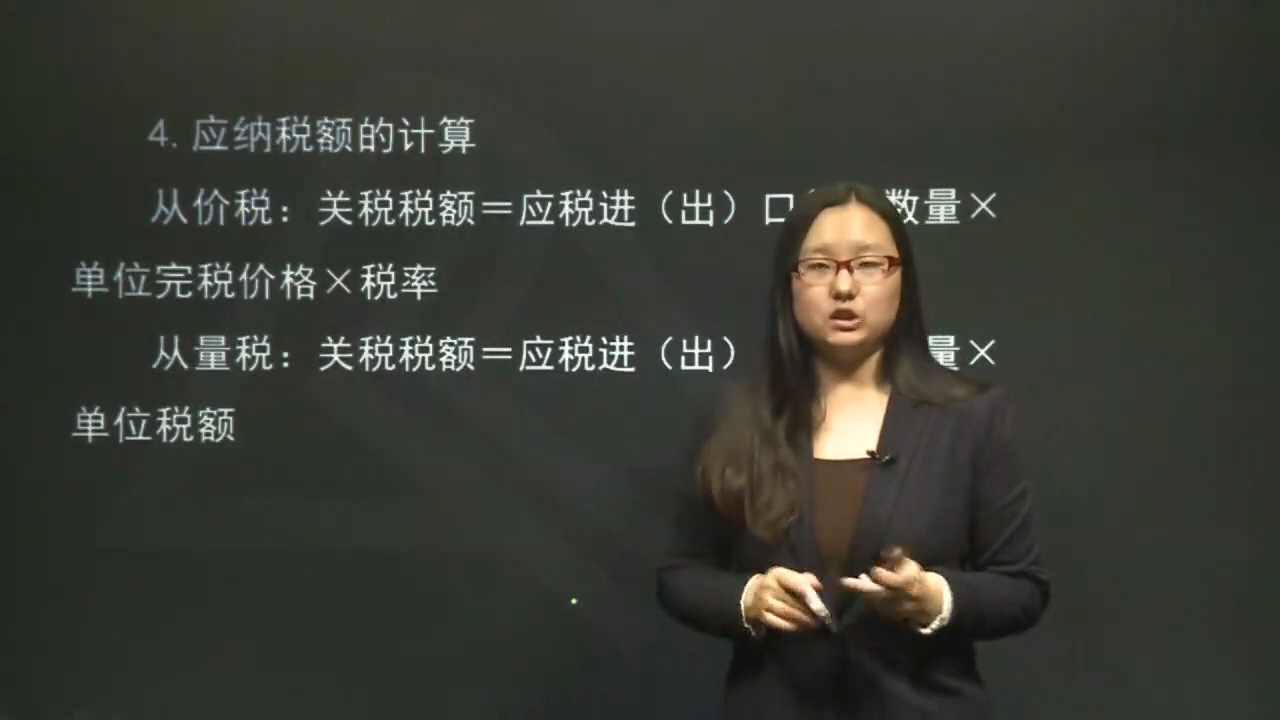 4. 应纳税额的计算
从价税：关税税额＝应税进（出）口数量×
单位完税价格×税率
从量税：关税税额＝应税进（出）量×
单位税额